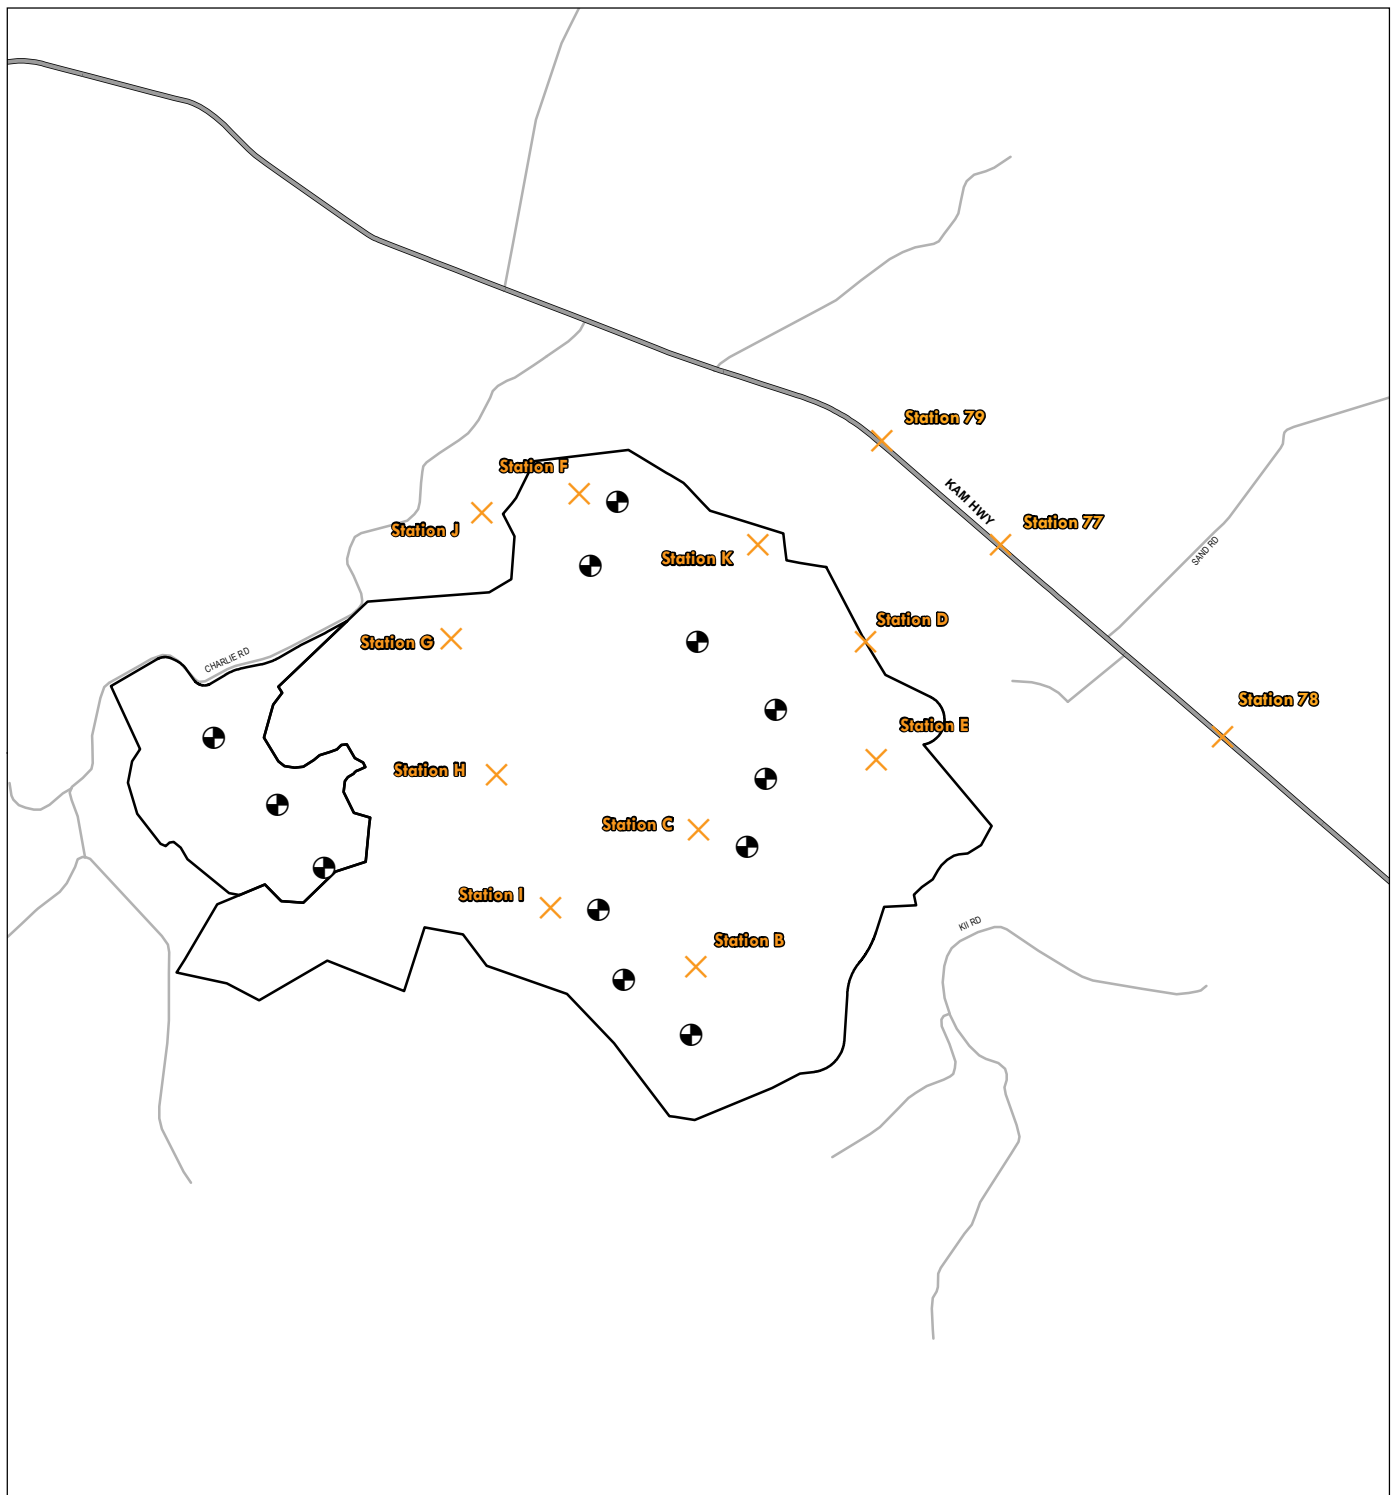 Station 79
Station F
KAM HWY
Station 77
Station J
SAND RD
Station K
Station D
Station G
CHARLIE RD
Station 78
Station E
Station H
Station C
Station I
KII RD
Station B